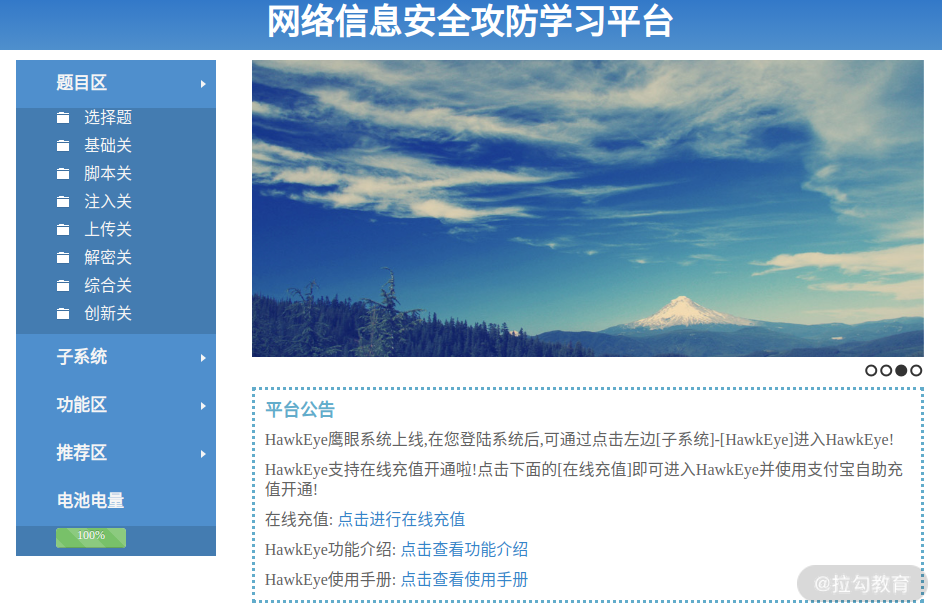 网络信息安全攻防学习平台
题目区
选择题
基础关
脚本关
注入关
上传关
解密关
综合关
创新关
子系统
功能区
推荐区
电池电量
100%
平台公告
HawkEye鹰眼系统上线,在您登陆系统后,可通过点击左边[子系统]-[HawkEye]进入HawkEye!
HawkEye支持在线充值开通啦!点击下面的[在线充值]即可进入HawkEye并使用支付宝自助充
值开通!
在线充值: 点击进行在线充值
HawkEye功能介绍: 点击查看功能介绍
HawkEye使用手册: 点击查看使用手册
@拉勾教育